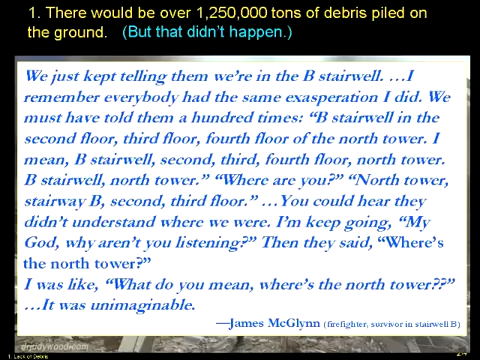 1. There would be over 1,250,000 tons of debris piled on
the ground. (But that didn't happen.)
We just kept telling them we're in the B stairwell. …I
remember everybody had the same exasperation I did. We
must have told them a hundred times: "B stairwell in the
second floor, third floor, fourth floor of the north tower. I
mean, B stairwell, second, third, fourth floor, north tower.
B stairwell, north tower." "Where are you?" "North tower,
stairway B, second, third floor." …You could hear they
didn't understand where we were. I'm keep going, "My
God, why aren't you listening?" Then they said, "Where's
the north tower?"
I was like, "What do you mean, where's the north tower??"
…It was unimaginable.
—James McGlynn (firefighter, survivor in stairwell B)
drjudywood.com
1. Lack of Debris